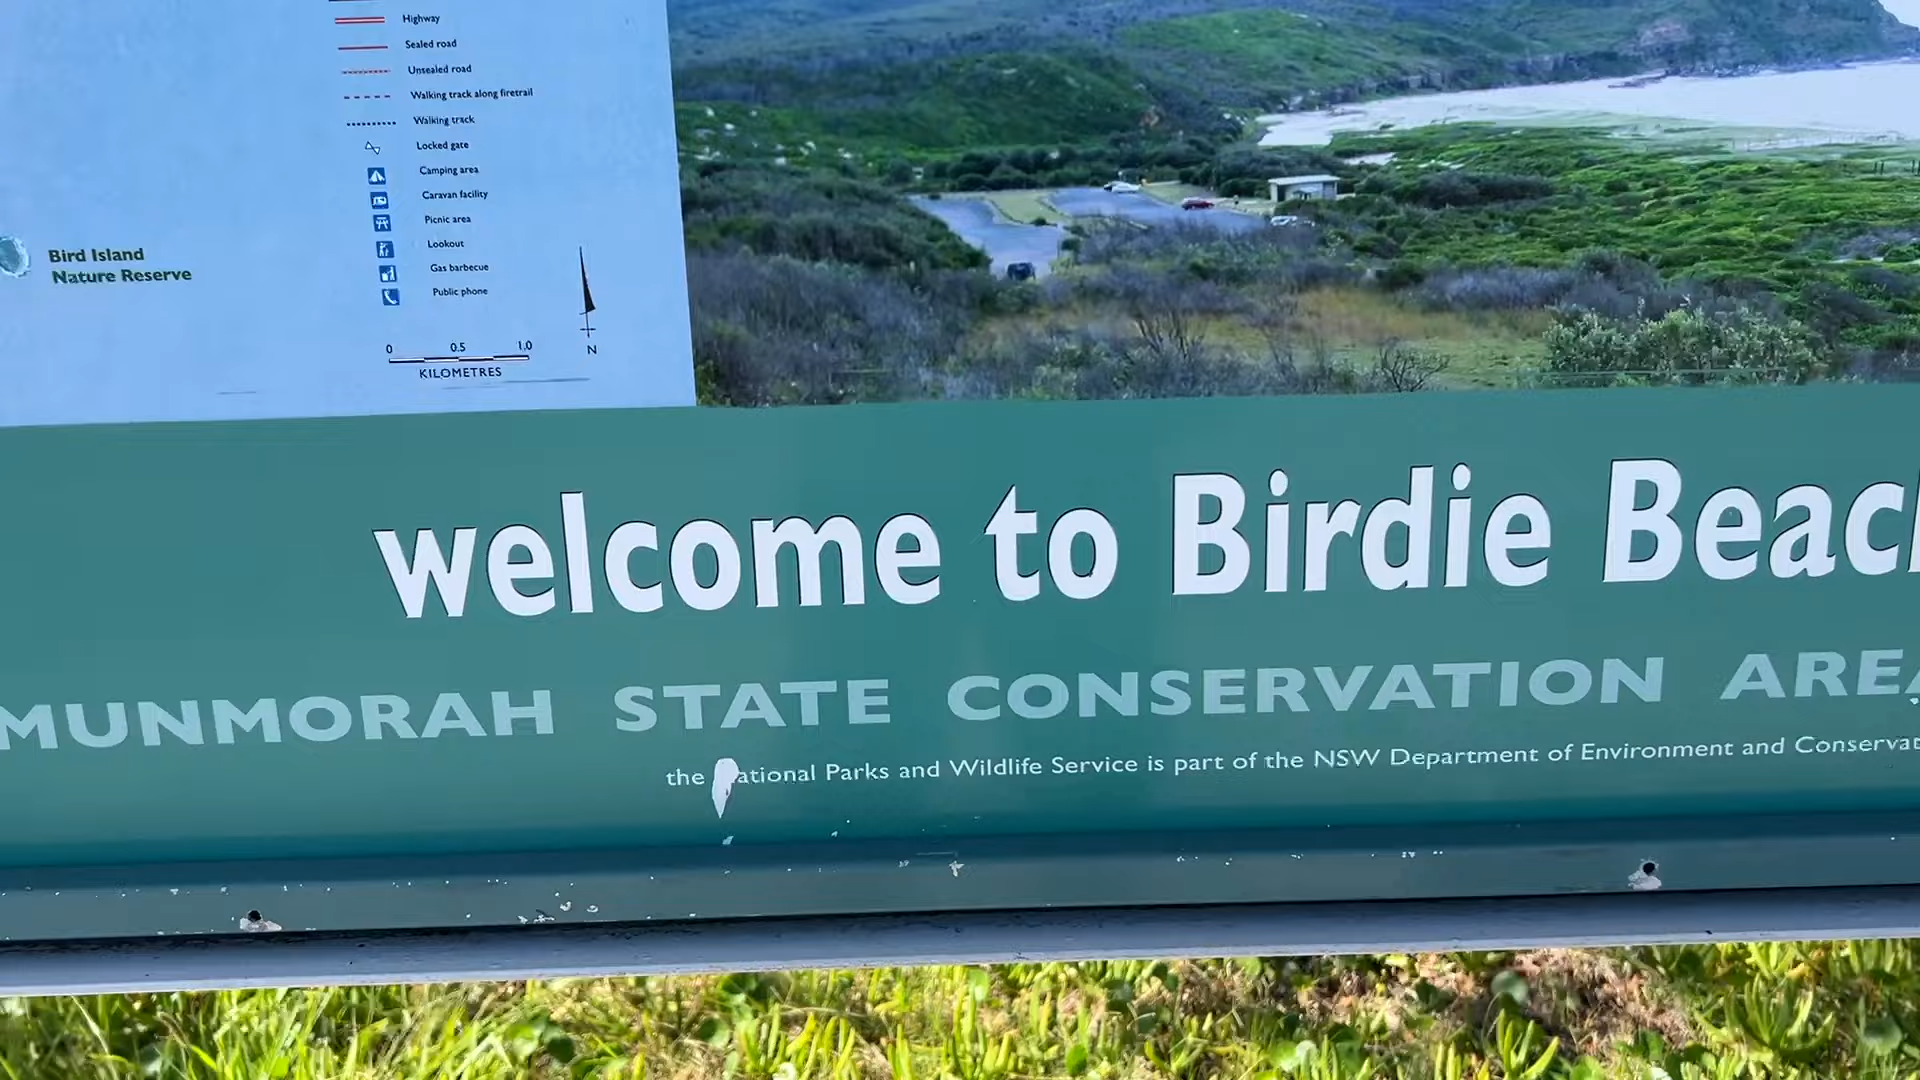 Highway
Sealed road
Unsealed road
Walking track along firetrail
Walking track
Locked gate
Camping area
Caravan facility
Picnic area
Lookout
Gas barbecue
Public phone
Bird Island
Nature Reserve
0 0.5 1.0
KILOMETRES
N
welcome to Birdie Beach
MUNMORAH STATE CONSERVATION AREA
the ational Parks and Wildlife Service is part of the NSW Department of Environment and Conservat